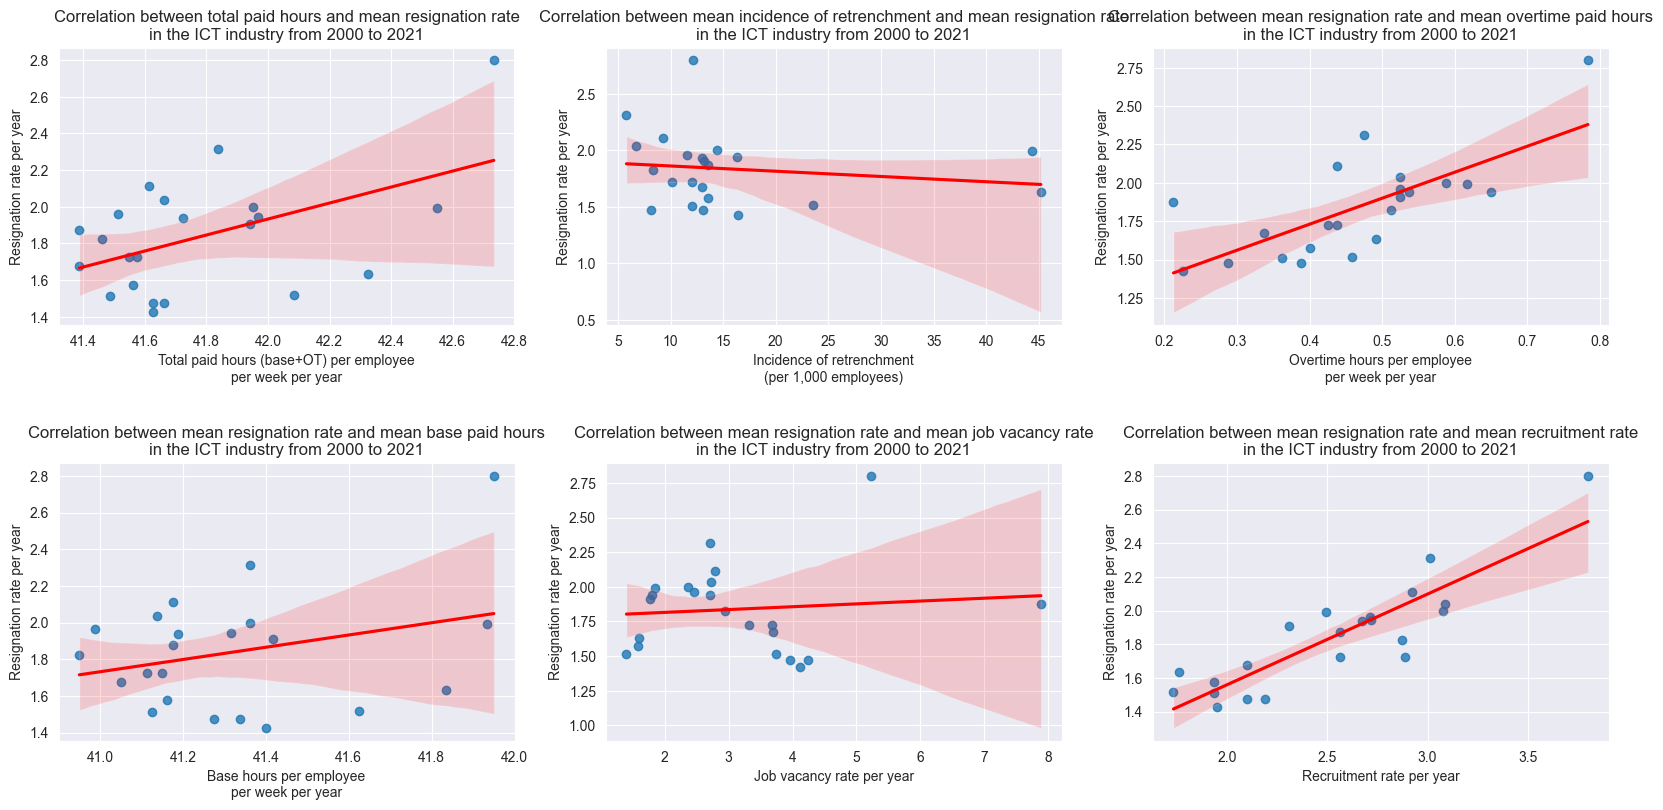 Correlation between total paid hours and mean resignation rate
in the ICT industry from 2000 to 2021
2.8
2.6
2.4
2.2
2.0
1.8
1.6
1.4
Resignation rate per year
41.4 41.6 41.8 42.0 42.2 42.4 42.6 42.8
Total paid hours (base+OT) per employee
per week per year
Correlation between mean incidence of retrenchment and mean resignation rate
in the ICT industry from 2000 to 2021
2.5
2.0
1.5
1.0
0.5
Resignation rate per year
5 10 15 20 25 30 35 40 45
Incidence of retrenchment
(per 1,000 employees)
Correlation between mean resignation rate and mean overtime paid hours
in the ICT industry from 2000 to 2021
2.75
2.50
2.25
2.00
1.75
1.50
1.25
Resignation rate per year
0.2 0.3 0.4 0.5 0.6 0.7 0.8
Overtime hours per employee
per week per year
Correlation between mean resignation rate and mean base paid hours
in the ICT industry from 2000 to 2021
2.8
2.6
2.4
2.2
2.0
1.8
1.6
1.4
Resignation rate per year
41.0 41.2 41.4 41.6 41.8 42.0
Base hours per employee
per week per year
Correlation between mean resignation rate and mean job vacancy rate
in the ICT industry from 2000 to 2021
2.75
2.50
2.25
2.00
1.75
1.50
1.25
1.00
Resignation rate per year
2 3 4 5 6 7 8
Job vacancy rate per year
Correlation between mean resignation rate and mean recruitment rate
in the ICT industry from 2000 to 2021
2.8
2.6
2.4
2.2
2.0
1.8
1.6
1.4
Resignation rate per year
2.0 2.5 3.0 3.5
Recruitment rate per year